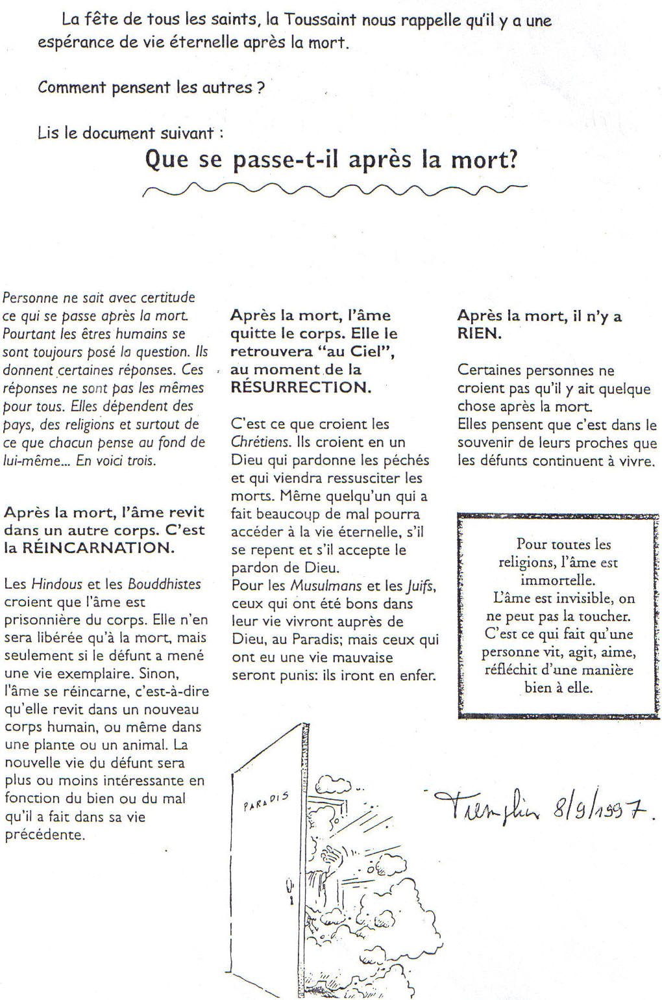 La fête de tous les saints, la Toussaint nous rappelle qu'il y a une
espérance de vie éternelle après la mort.
Comment pensent les autres ?
Lis le document suivant :
Que se passe-t-il après la mort?
Personne ne sait avec certitude
ce qui se passe après la mort.
Pourtant les êtres humains se
sont toujours posé la question. Ils
donnent certaines réponses. Ces
réponses ne sont pas les mêmes
pour tous. Elles dépendent des
pays, des religions et surtout de
ce que chacun pense au fond de
lui-même... En voici trois.
Après la mort, l'âme revit
dans un autre corps. C'est
la RÉINCARNATION.
Les Hindous et les Bouddhistes
croient que l'âme est
prisonnière du corps. Elle n'en
sera libérée qu'à la mort, mais
seulement si le défunt a mené
une vie exemplaire. Sinon,
l'âme se réincarne, c'est-à-dire
qu'elle revit dans un nouveau
corps humain, ou même dans
une plante ou un animal. La
nouvelle vie du défunt sera
plus ou moins intéressante en
fonction du bien ou du mal
qu'il a fait dans sa vie
précédente.
Après la mort, l'âme
quitte le corps. Elle le
retrouvera "au Ciel",
au moment de la
RÉSURRECTION.
C'est ce que croient les
Chrétiens. Ils croient en un
Dieu qui pardonne les péchés
et qui viendra ressusciter les
morts. Même quelqu'un qui a
fait beaucoup de mal pourra
accéder à la vie éternelle, s'il
se repent et s'il accepte le
pardon de Dieu.
Pour les Musulmans et les Juifs,
ceux qui ont été bons dans
leur vie vivront auprès de
Dieu, au Paradis; mais ceux qui
ont eu une vie mauvaise
seront punis: ils iront en enfer.
PARADIS
Après la mort, il n'y a
RIEN.
Certaines personnes ne
croient pas qu'il y ait quelque
chose après la mort.
Elles pensent que c'est dans le
souvenir de leurs proches que
les défunts continuent à vivre.
Pour toutes les
religions, l'âme est
immortelle.
L'âme est invisible, on
ne peut pas la toucher.
C'est ce qui fait qu'une
personne vit, agit, aime,
réfléchit d'une manière
bien à elle.
Tremplin 8/9/1997.